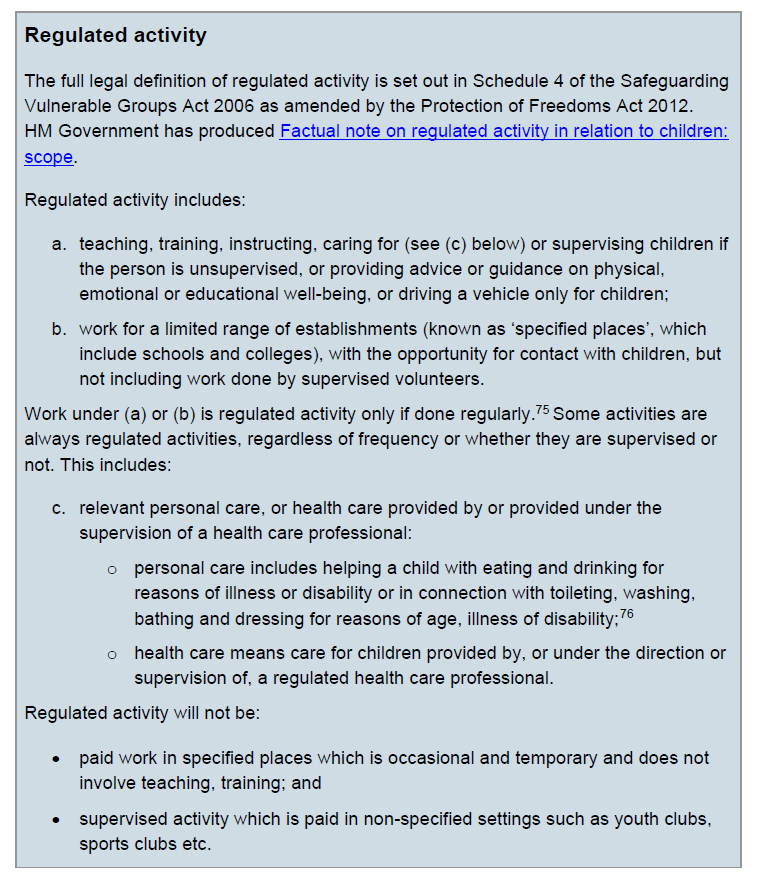 Regulated activity
The full legal definition of regulated activity is set out in Schedule 4 of the Safeguarding
Vulnerable Groups Act 2006 as amended by the Protection of Freedoms Act 2012.
HM Government has produced Factual note on regulated activity in relation to children:
scope.
Regulated activity includes:
a. teaching, training, instructing, caring for (see (c) below) or supervising children if
the person is unsupervised, or providing advice or guidance on physical,
emotional or educational well-being, or driving a vehicle only for children;
b. work for a limited range of establishments (known as ‘specified places’, which
include schools and colleges), with the opportunity for contact with children, but
not including work done by supervised volunteers.
Work under (a) or (b) is regulated activity only if done regularly.75 Some activities are
always regulated activities, regardless of frequency or whether they are supervised or
not. This includes:
c. relevant personal care, or health care provided by or provided under the
supervision of a health care professional:
o personal care includes helping a child with eating and drinking for
reasons of illness or disability or in connection with toileting, washing,
bathing and dressing for reasons of age, illness of disability;76
o health care means care for children provided by, or under the direction or
supervision of, a regulated health care professional.
Regulated activity will not be:
• paid work in specified places which is occasional and temporary and does not
involve teaching, training; and
• supervised activity which is paid in non-specified settings such as youth clubs,
sports clubs etc.